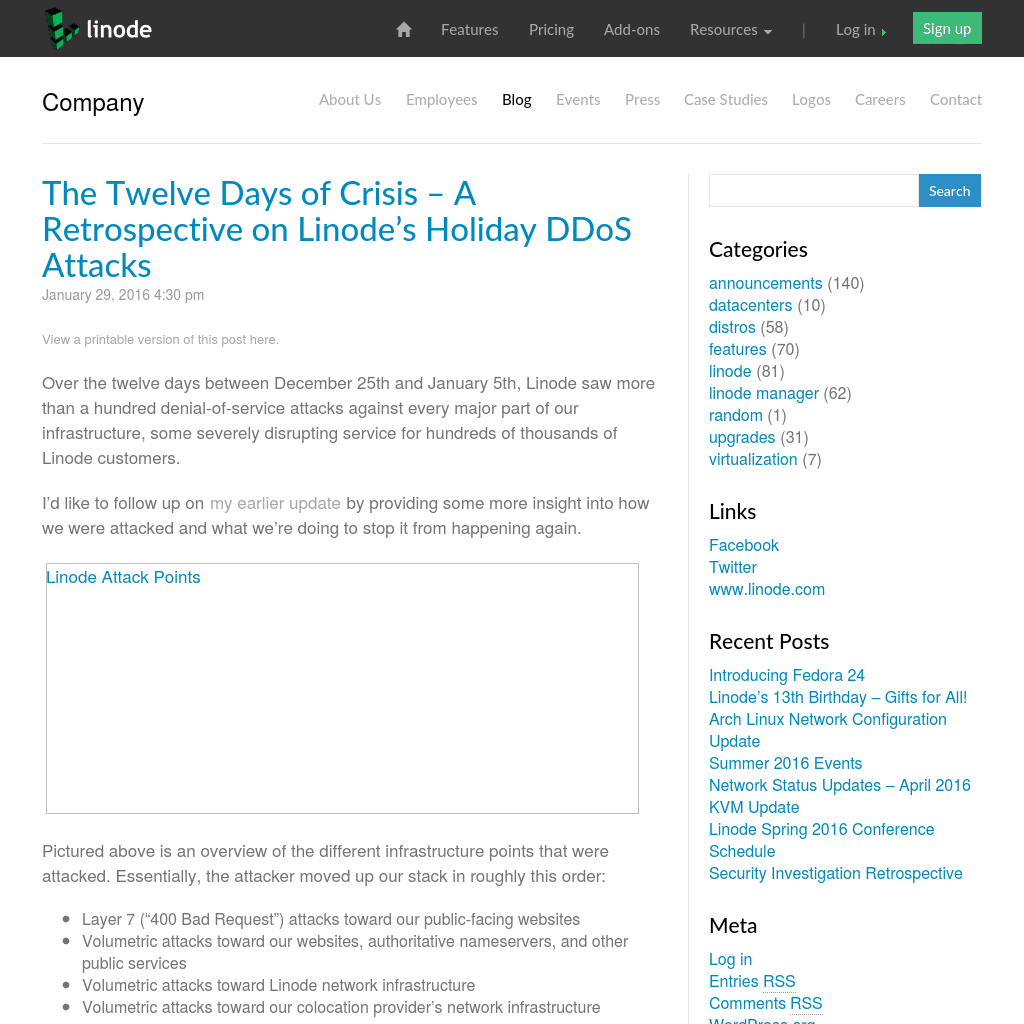 linode
Features Pricing Add-ons Resources | Log in Sign up
Company
About Us Employees Blog Events Press Case Studies Logos Careers Contact
The Twelve Days of Crisis – A
Retrospective on Linode’s Holiday DDoS
Attacks
January 29, 2016 4:30 pm
View a printable version of this post here.
Over the twelve days between December 25th and January 5th, Linode saw more
than a hundred denial-of-service attacks against every major part of our
infrastructure, some severely disrupting service for hundreds of thousands of
Linode customers.
I’d like to follow up on my earlier update by providing some more insight into how
we were attacked and what we’re doing to stop it from happening again.
Linode Attack Points
Pictured above is an overview of the different infrastructure points that were
attacked. Essentially, the attacker moved up our stack in roughly this order:
Layer 7 (“400 Bad Request”) attacks toward our public-facing websites
Volumetric attacks toward our websites, authoritative nameservers, and other
public services
Volumetric attacks toward Linode network infrastructure
Volumetric attacks toward our colocation provider’s network infrastructure
Search
Categories
announcements (140)
datacenters (10)
distros (58)
features (70)
linode (81)
linode manager (62)
random (1)
upgrades (31)
virtualization (7)
Links
Facebook
Twitter
www.linode.com
Recent Posts
Introducing Fedora 24
Linode’s 13th Birthday – Gifts for All!
Arch Linux Network Configuration
Update
Summer 2016 Events
Network Status Updates – April 2016
KVM Update
Linode Spring 2016 Conference
Schedule
Security Investigation Retrospective
Meta
Log in
Entries RSS
Comments RSS
WordPress.org